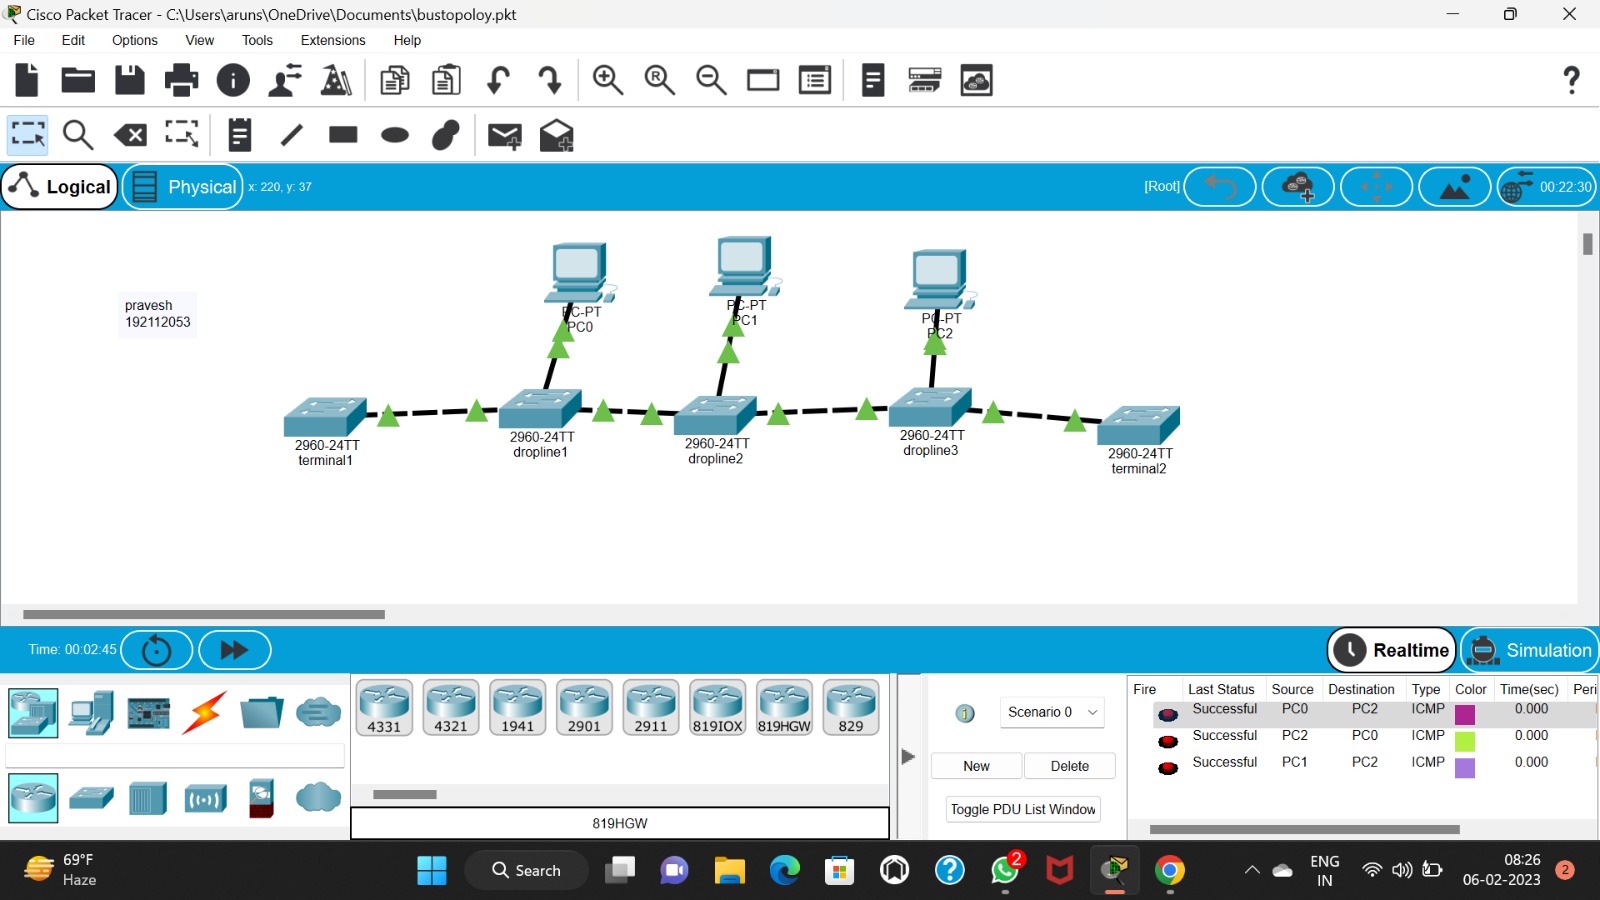 Cisco Packet Tracer - C:\Users\aruns\OneDrive\Documents\bustopoloy.pkt
File Edit Options View Tools Extensions Help
Logical Physical x: 220, y: 37 [Root] 00:22:30
pravesh
192112053
PC-PT
PC0
PC-PT
PC1
PC-PT
PC2
2960-24TT
terminal1
2960-24TT
dropline1
2960-24TT
dropline2
2960-24TT
dropline3
2960-24TT
terminal2
Time: 00:02:45 Realtime Simulation
4331 4321 1941 2901 2911 819IOX 819HGW 829
819HGW
Scenario 0
New Delete
Toggle PDU List Window
Fire Last Status Source Destination Type Color Time(sec) Peri
Successful PC0 PC2 ICMP 0.000
Successful PC2 PC0 ICMP 0.000
Successful PC1 PC2 ICMP 0.000
69°F
Haze
Search
2
ENG
IN
08:26
06-02-2023
2